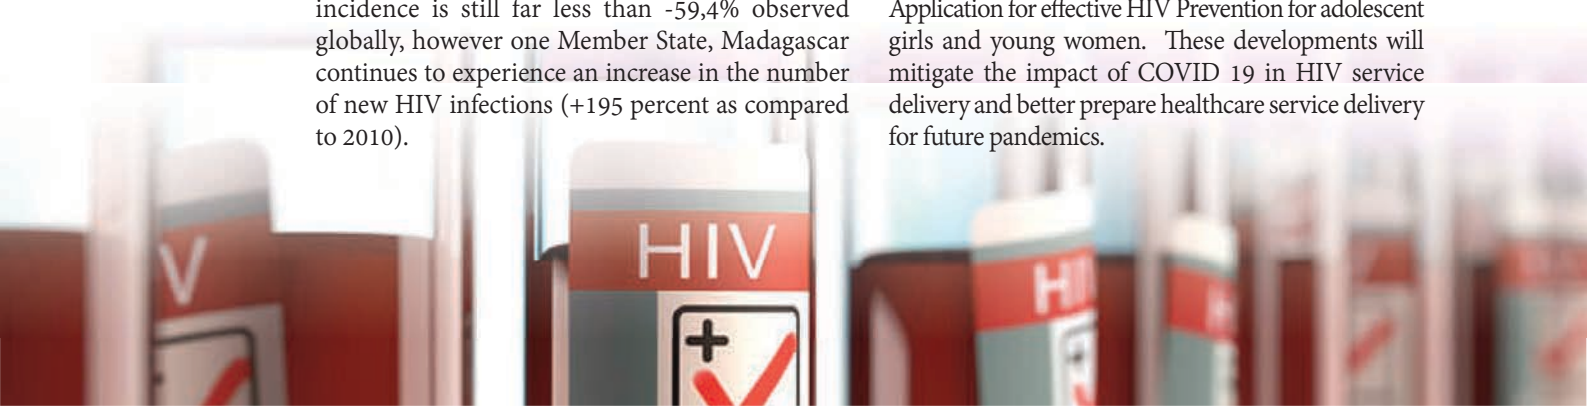 incidence is still far less than -59,4% observed
globally, however one Member State, Madagascar
continues to experience an increase in the number
of new HIV infections (+195 percent as compared
to 2010).
Application for effective HIV Prevention for adolescent
girls and young women. These developments will
mitigate the impact of COVID 19 in HIV service
delivery and better prepare healthcare service delivery
for future pandemics.
V
HIV
+
HI
H